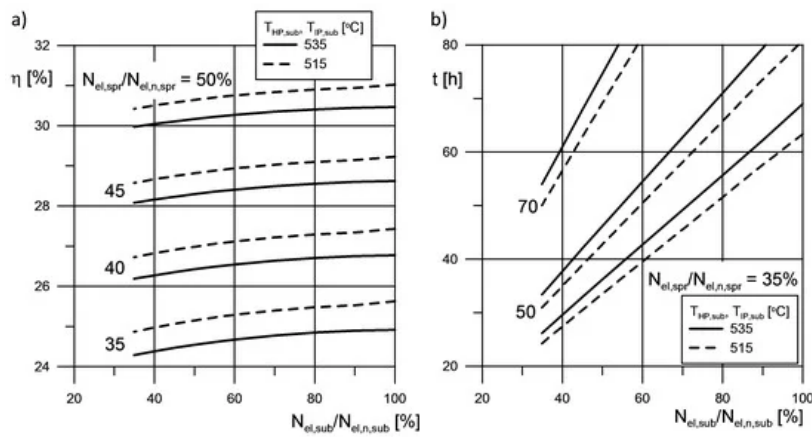 a)
T_HP,sub, T_IP,sub [°C]
535
515
32
η [%]
N_el,spr/N_el,n,spr = 50%
30
45
28
40
26
35
24
20
40
60
80
100
N_el,sub/N_el,n,sub [%]
b)
80
t [h]
60
70
40
N_el,spr/N_el,n,spr = 35%
50
T_HP,sub, T_IP,sub [°C]
535
515
20
20
40
60
80
100
N_el,sub/N_el,n,sub [%]